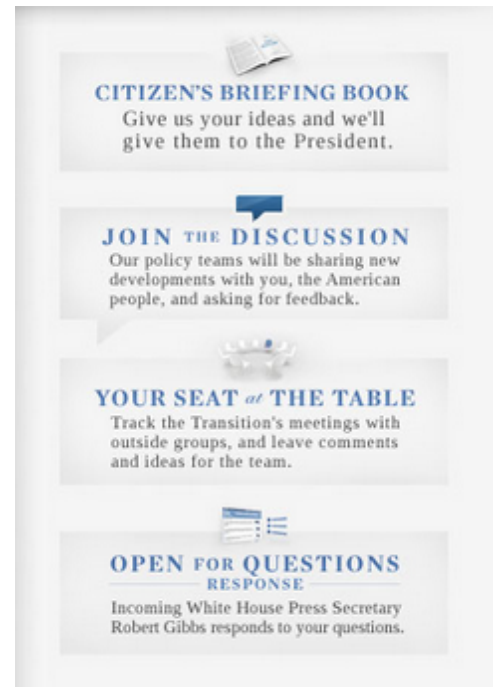 CITIZEN'S BRIEFING BOOK
Give us your ideas and we'll
give them to the President.
JOIN THE DISCUSSION
Our policy teams will be sharing new
developments with you, the American
people, and asking for feedback.
YOUR SEAT at THE TABLE
Track the Transition's meetings with
outside groups, and leave comments
and ideas for the team.
OPEN FOR QUESTIONS
RESPONSE
Incoming White House Press Secretary
Robert Gibbs responds to your questions.